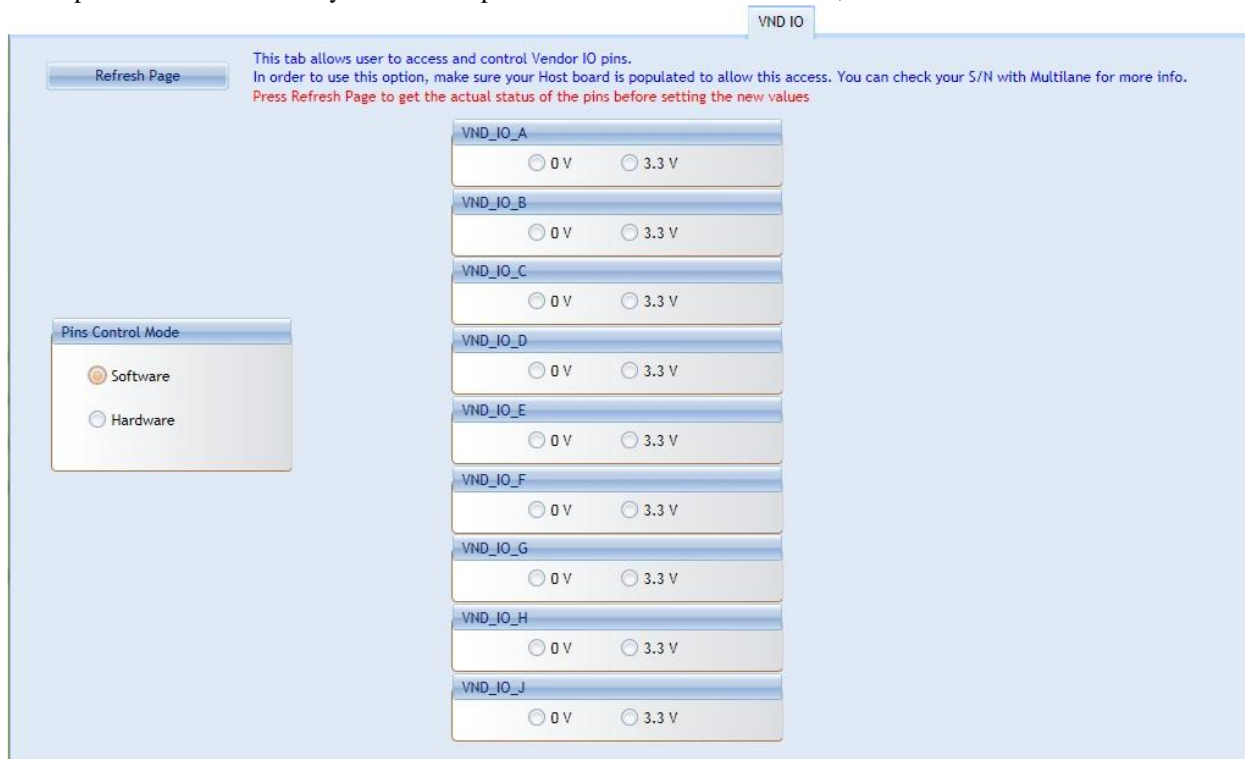 VND IO
Refresh Page
This tab allows user to access and control Vendor IO pins.
In order to use this option, make sure your Host board is populated to allow this access. You can check your S/N with Multilane for more info.
Press Refresh Page to get the actual status of the pins before setting the new values
VND_IO_A
0 V 3.3 V
VND_IO_B
0 V 3.3 V
VND_IO_C
0 V 3.3 V
Pins Control Mode
Software
Hardware
VND_IO_D
0 V 3.3 V
VND_IO_E
0 V 3.3 V
VND_IO_F
0 V 3.3 V
VND_IO_G
0 V 3.3 V
VND_IO_H
0 V 3.3 V
VND_IO_J
0 V 3.3 V